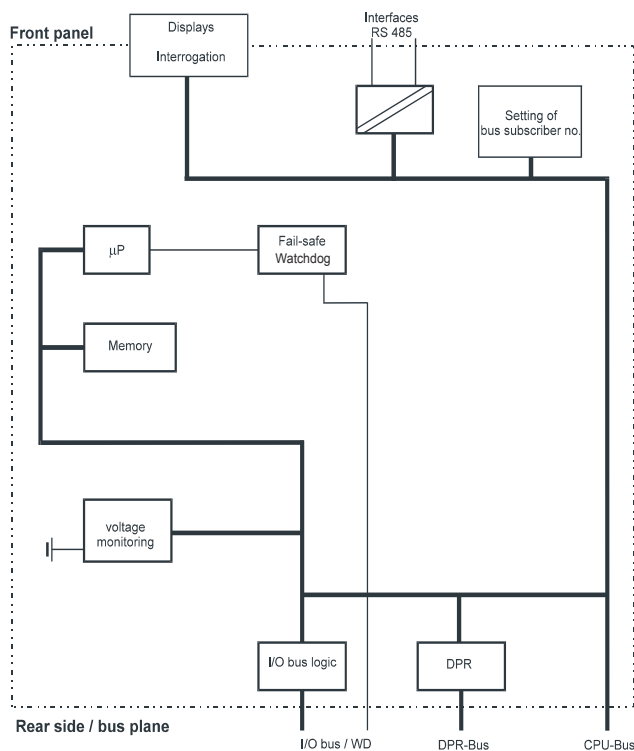 Interfaces
RS 485
Front panel
Displays
Interrogation
Setting of
bus subscriber no.
µP
Fail-safe
Watchdog
Memory
voltage
monitoring
I/O bus logic
DPR
Rear side / bus plane
I/O bus / WD
DPR-Bus
CPU-Bus